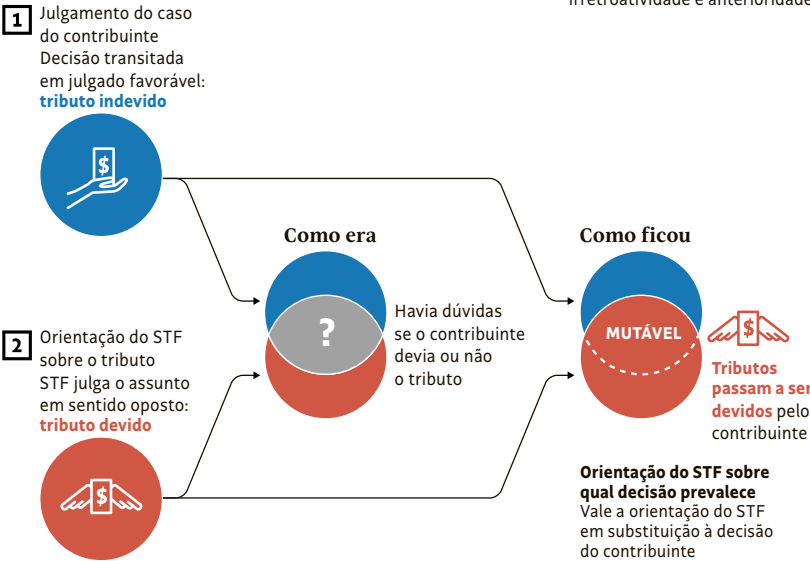 irretroatividade e anterioridade
1
Julgamento do caso
do contribuinte
Decisão transitada
em julgado favorável:
tributo indevido
$
2
Orientação do STF
sobre o tributo
STF julga o assunto
em sentido oposto:
tributo devido
$
Como era
?
Havia dúvidas
se o contribuinte
devia ou não
o tributo
Como ficou
MUTÁVEL
$
Tributos
passam a ser
devidos pelo
contribuinte
Orientação do STF sobre
qual decisão prevalece
Vale a orientação do STF
em substituição à decisão
do contribuinte